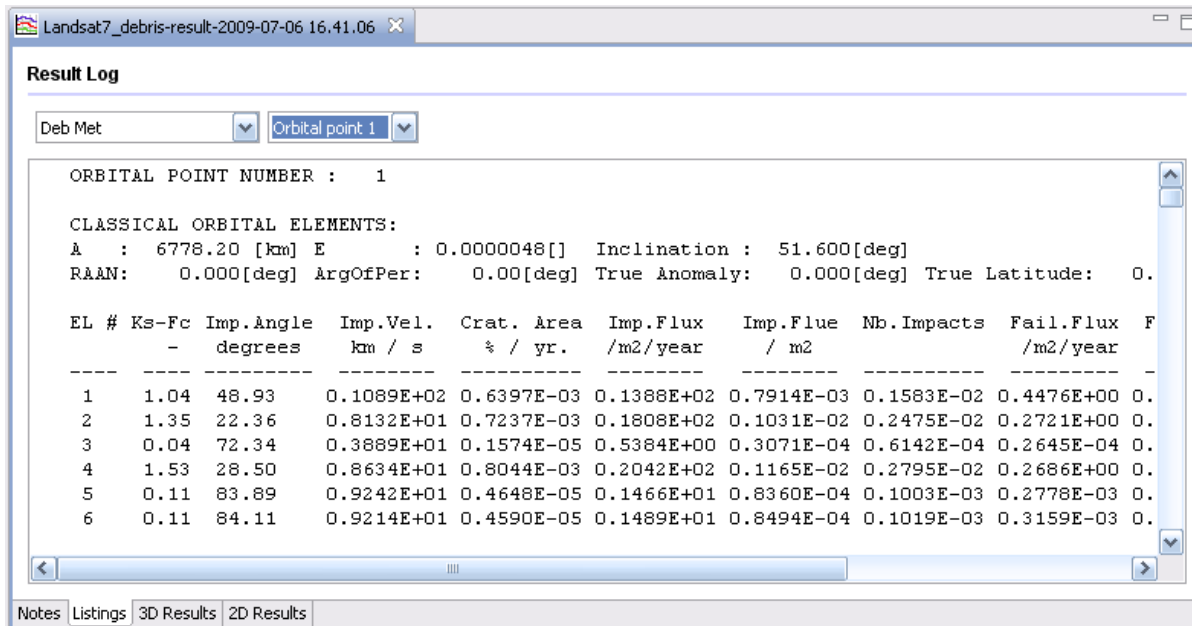 Landsat7_debris-result-2009-07-06 16.41.06
Result Log
Deb Met Orbital point 1
ORBITAL POINT NUMBER : 1
CLASSICAL ORBITAL ELEMENTS:
A : 6778.20 [km] E : 0.0000048[] Inclination : 51.600[deg]
RAAN: 0.000[deg] ArgOfPer: 0.00[deg] True Anomaly: 0.000[deg] True Latitude: 0.
EL # Ks-Fc Imp.Angle Imp.Vel. Crat. Area Imp.Flux Imp.Flue Nb.Impacts Fail.Flux F
- degrees km / s % / yr. /m2/year / m2 /m2/year
---- ---- --------- -------- ---------- -------- -------- ---------- --------- -
1 1.04 48.93 0.1089E+02 0.6397E-03 0.1388E+02 0.7914E-03 0.1583E-02 0.4476E+00 0.
2 1.35 22.36 0.8132E+01 0.7237E-03 0.1808E+02 0.1031E-02 0.2475E-02 0.2721E+00 0.
3 0.04 72.34 0.3889E+01 0.1574E-05 0.5384E+00 0.3071E-04 0.6142E-04 0.2645E-04 0.
4 1.53 28.50 0.8634E+01 0.8044E-03 0.2042E+02 0.1165E-02 0.2795E-02 0.2686E+00 0.
5 0.11 83.89 0.9242E+01 0.4648E-05 0.1466E+01 0.8360E-04 0.1003E-03 0.2778E-03 0.
6 0.11 84.11 0.9214E+01 0.4590E-05 0.1489E+01 0.8494E-04 0.1019E-03 0.3159E-03 0.
Notes Listings 3D Results 2D Results